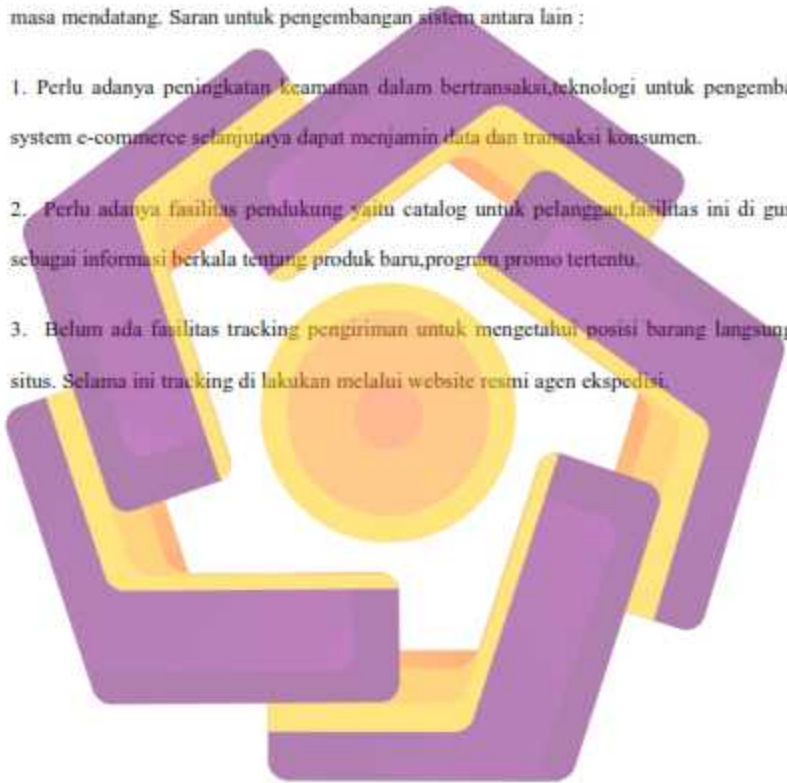 masa mendatang. Saran untuk pengembangan sistem antara lain :
1. Perlu adanya peningkatan keamanan dalam bertransaksi,teknologi untuk pengemba
system e-commerce selanjutnya dapat menjamin data dan transaksi konsumen.
2. Perlu adanya fasilitas pendukung yaitu catalog untuk pelanggan,fasilitas ini di gu
sebagai informasi berkala tentang produk baru,program promo tertentu.
3. Belum ada fasilitas tracking pengiriman untuk mengetahui posisi barang langsung
situs. Selama ini tracking di lakukan melalui website resmi agen ekspedisi.